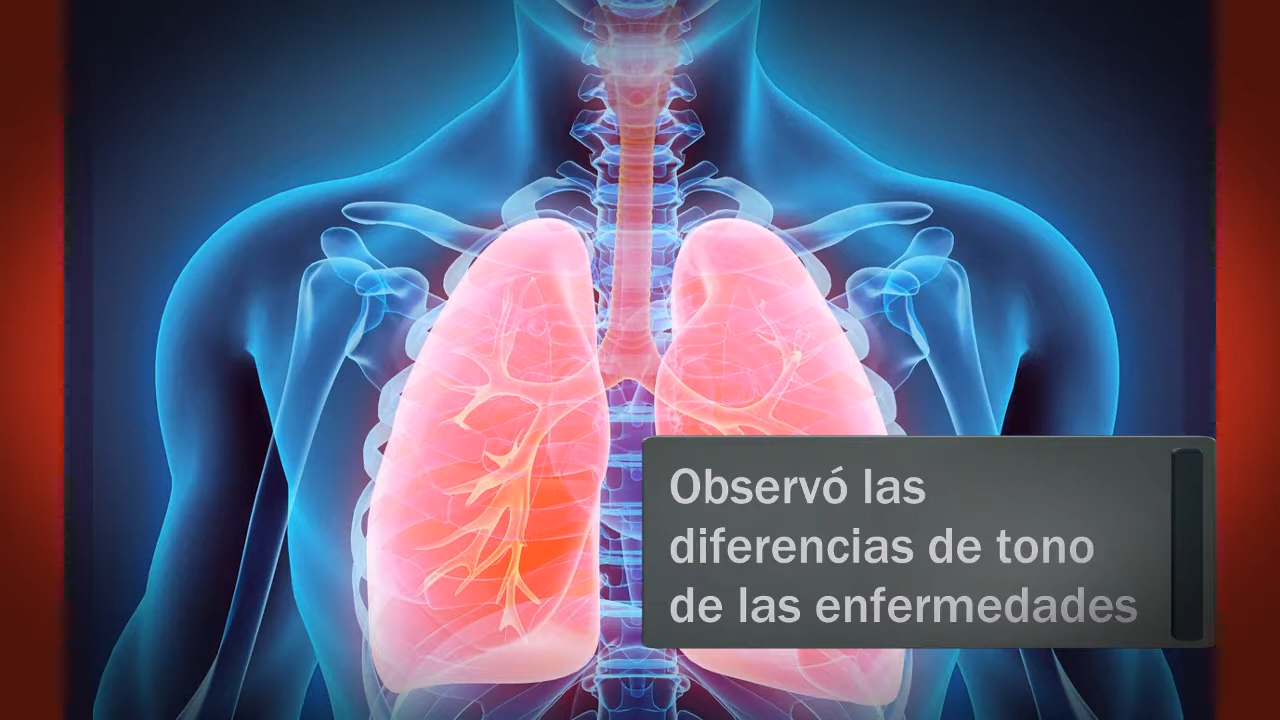 Observó las
diferencias de tono
de las enfermedades